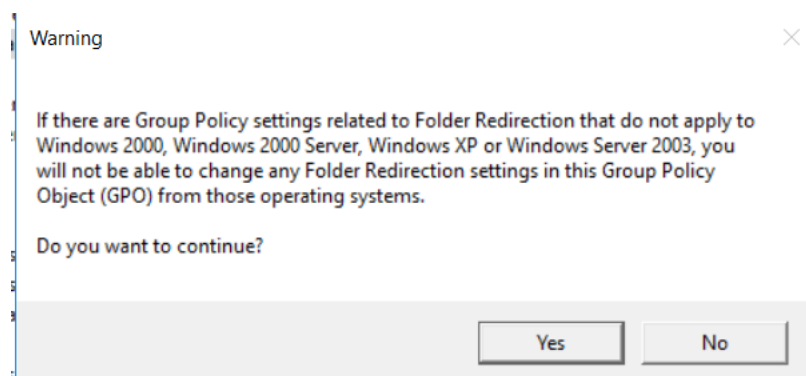 Warning
If there are Group Policy settings related to Folder Redirection that do not apply to
Windows 2000, Windows 2000 Server, Windows XP or Windows Server 2003, you
will not be able to change any Folder Redirection settings in this Group Policy
Object (GPO) from those operating systems.
Do you want to continue?
Yes
No